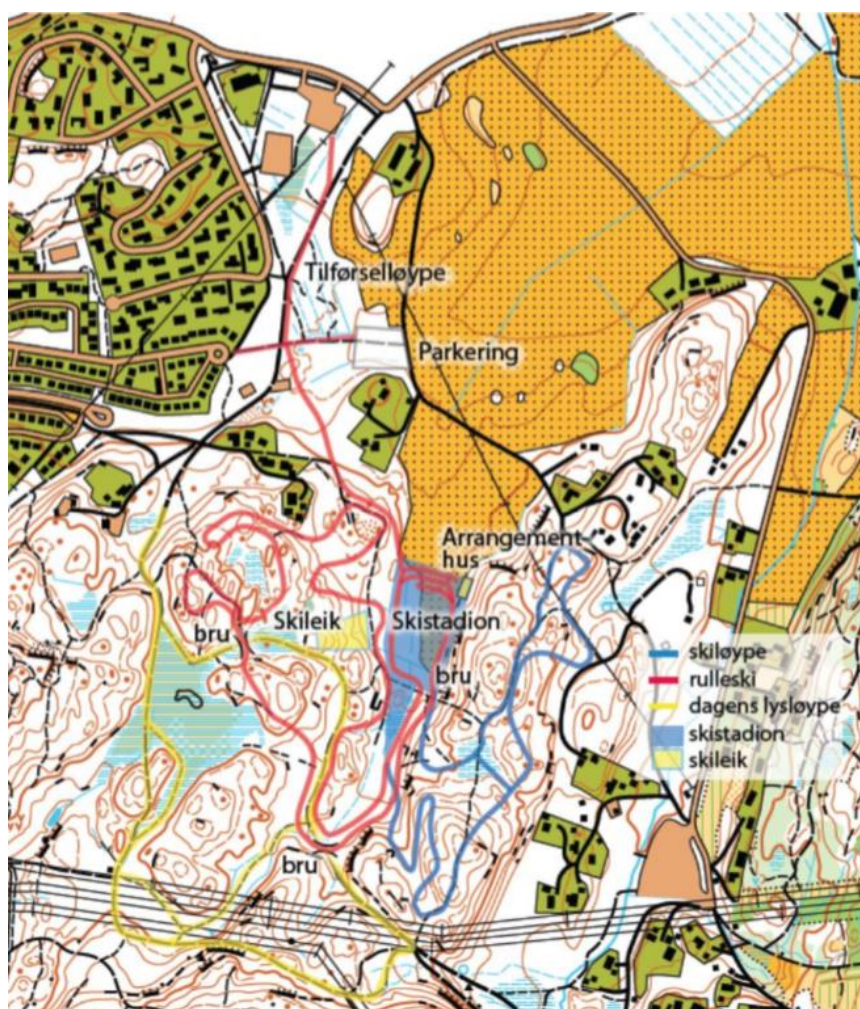 Tilførselløype
Parkering
Arrangement
hus
Skileik
Skistadion
bru
bru
bru
skiløype
rulleski
dagens lysløype
skistadion
skileik